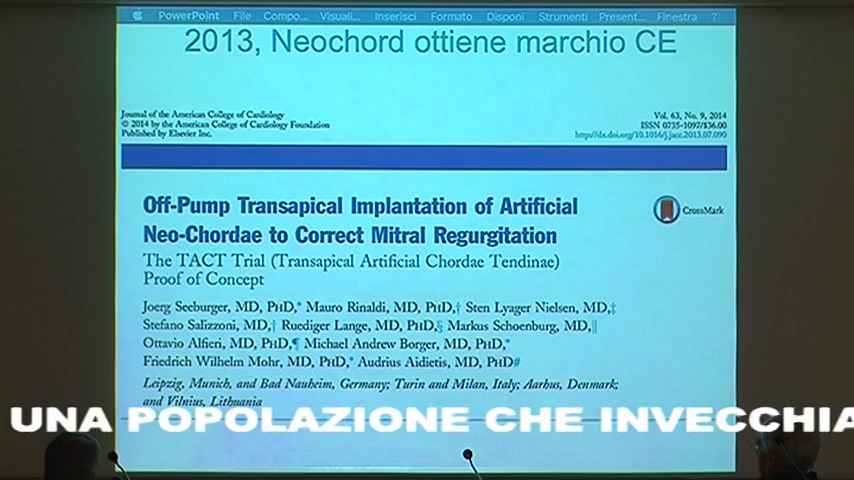 PowerPoint File Compo... Visuali... Inserisci Formato Disponi Strumenti Present... Finestra ?
2013, Neochord ottiene marchio CE
Journal of the American College of Cardiology
© 2014 by the American College of Cardiology Foundation
Published by Elsevier Inc.
Vol. 63, No. 9, 2014
ISSN 0735-1097/$36.00
http://dx.doi.org/10.1016/j.jacc.2013.07.090
Off-Pump Transapical Implantation of Artificial
Neo-Chordae to Correct Mitral Regurgitation
CrossMark
The TACT Trial (Transapical Artificial Chordae Tendinae)
Proof of Concept
Joerg Seeburger, MD, PHD,* Mauro Rinaldi, MD, PHD,† Sten Lyager Nielsen, MD,‡
Stefano Salizzoni, MD,† Ruediger Lange, MD, PHD,§ Markus Schoenburg, MD,||
Ottavio Alfieri, MD, PHD,¶ Michael Andrew Borger, MD, PHD,*
Friedrich Wilhelm Mohr, MD, PHD,* Audrius Aidietis, MD, PHD#
Leipzig, Munich, and Bad Nauheim, Germany; Turin and Milan, Italy; Aarhus, Denmark;
and Vilnius, Lithuania
UNA POPOLAZIONE CHE INVECCHIA